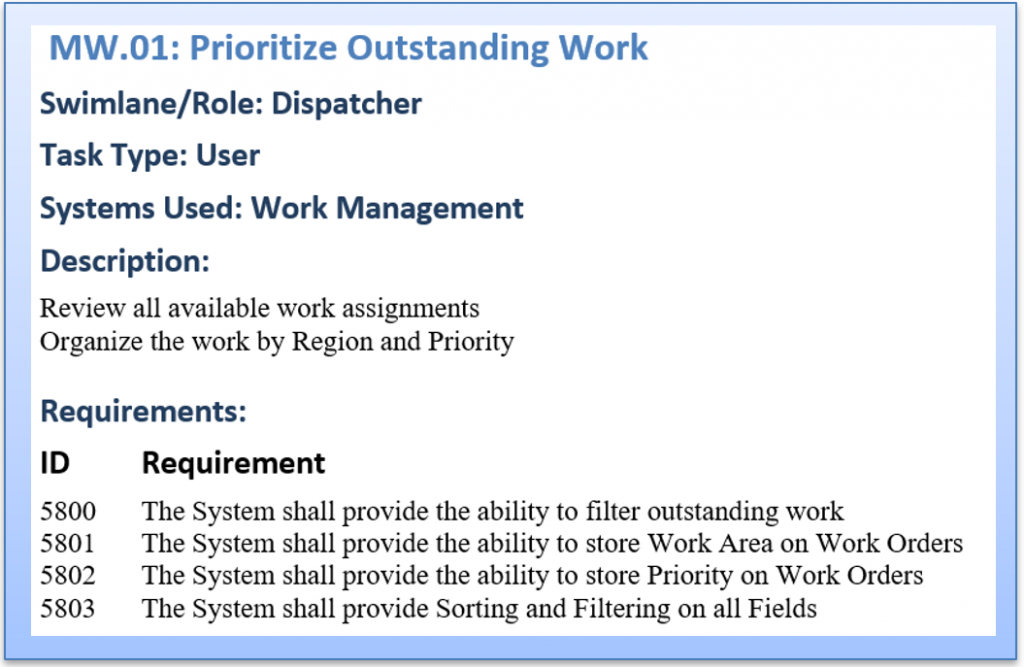 MW.01: Prioritize Outstanding Work
Swimlane/Role: Dispatcher
Task Type: User
Systems Used: Work Management
Description:
Review all available work assignments
Organize the work by Region and Priority
Requirements:
ID Requirement
5800 The System shall provide the ability to filter outstanding work
5801 The System shall provide the ability to store Work Area on Work Orders
5802 The System shall provide the ability to store Priority on Work Orders
5803 The System shall provide Sorting and Filtering on all Fields